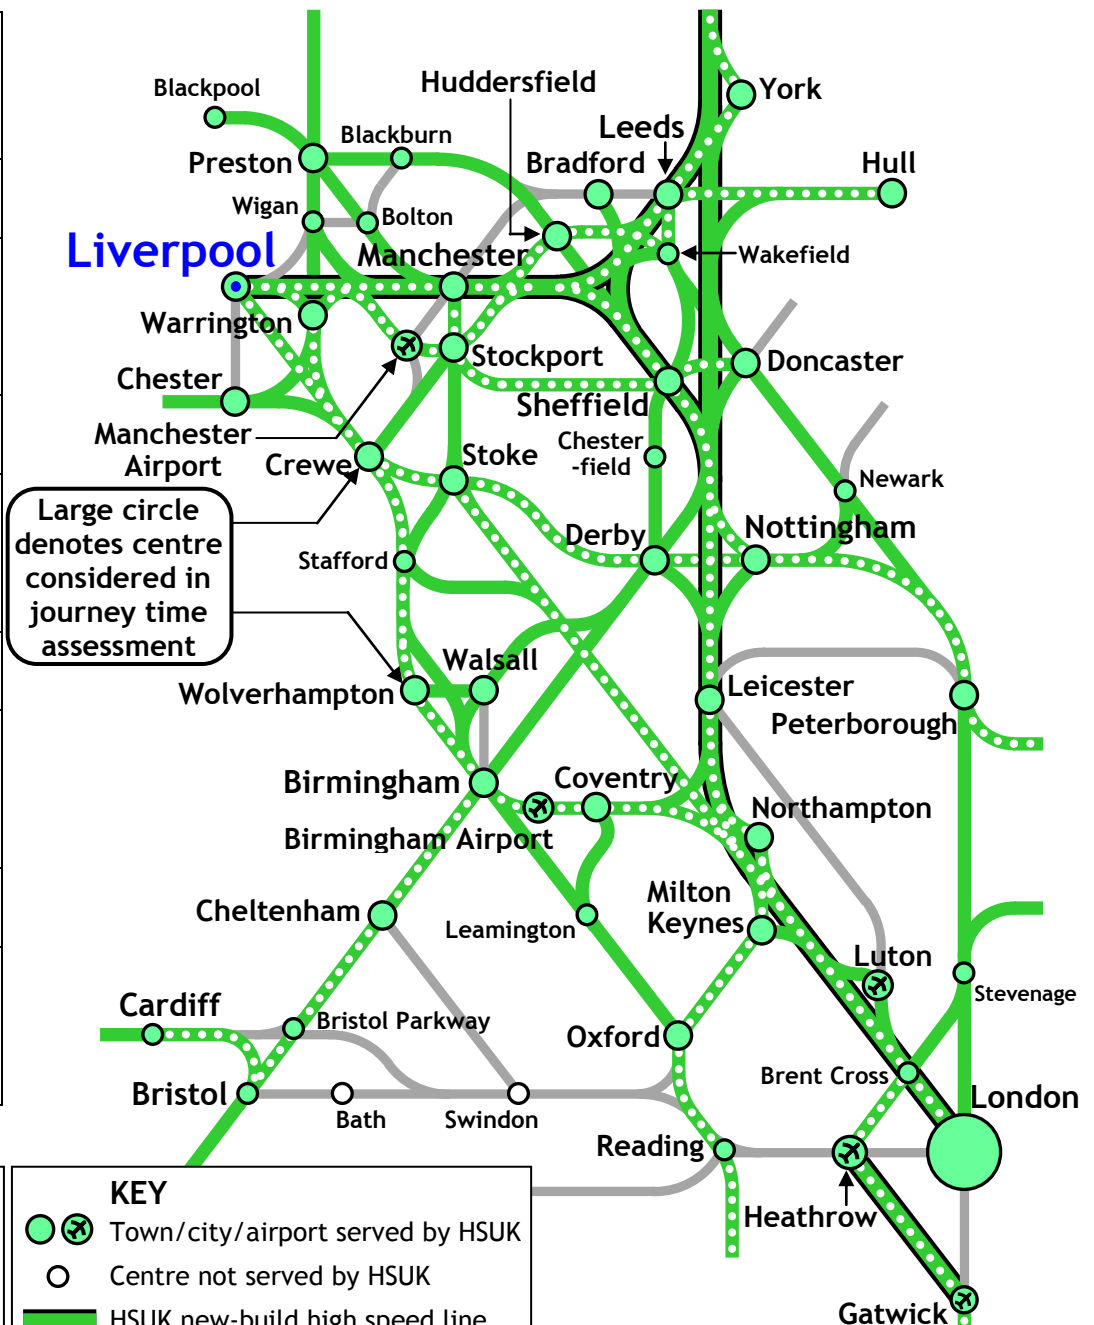 Blackpool
Huddersfield
York
Leeds
Blackburn
Preston
Bradford
Hull
Wigan
Bolton
Liverpool
Manchester
Wakefield
Warrington
Stockport
Doncaster
Chester
Sheffield
Manchester
Airport
Chester
-field
Crewe
Stoke
Newark
Large circle
denotes centre
considered in
journey time
assessment
Derby
Nottingham
Stafford
Walsall
Wolverhampton
Leicester
Peterborough
Birmingham
Coventry
Northampton
Birmingham Airport
Milton
Keynes
Cheltenham
Leamington
Luton
Stevenage
Cardiff
Bristol Parkway
Oxford
Brent Cross
Bristol
Bath
Swindon
London
Reading
Heathrow
Gatwick
KEY
Town/city/airport served by HSUK
Centre not served by HSUK
HSUK new-build high speed line